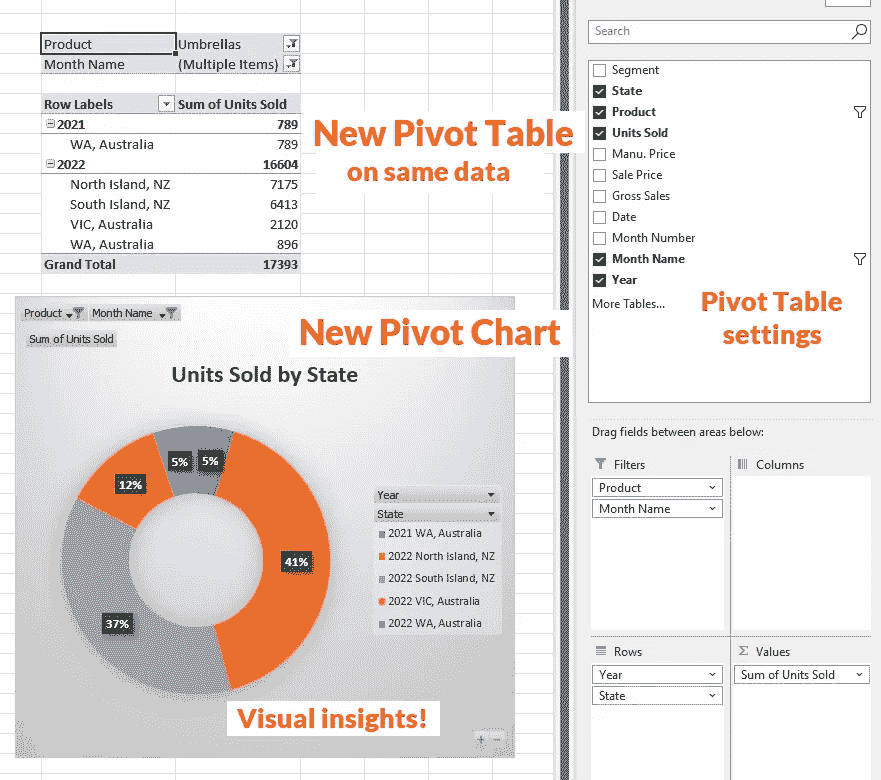 Product Umbrellas
Month Name (Multiple Items)
Row Labels Sum of Units Sold
2021 789
WA, Australia 789
2022 16604
North Island, NZ 7175
South Island, NZ 6413
VIC, Australia 2120
WA, Australia 896
Grand Total 17393
New Pivot Table
on same data
Product Month Name
Sum of Units Sold
New Pivot Chart
Units Sold by State
5% 5%
12%
41%
37%
Year
State
2021 WA, Australia
2022 North Island, NZ
2022 South Island, NZ
2022 VIC, Australia
2022 WA, Australia
Visual insights!
Search
Segment
State
Product
Units Sold
Manu. Price
Sale Price
Gross Sales
Date
Month Number
Month Name
Year
More Tables...
Pivot Table
settings
Drag fields between areas below:
Filters
Product
Month Name
Columns
Rows
Year
State
Σ Values
Sum of Units Sold